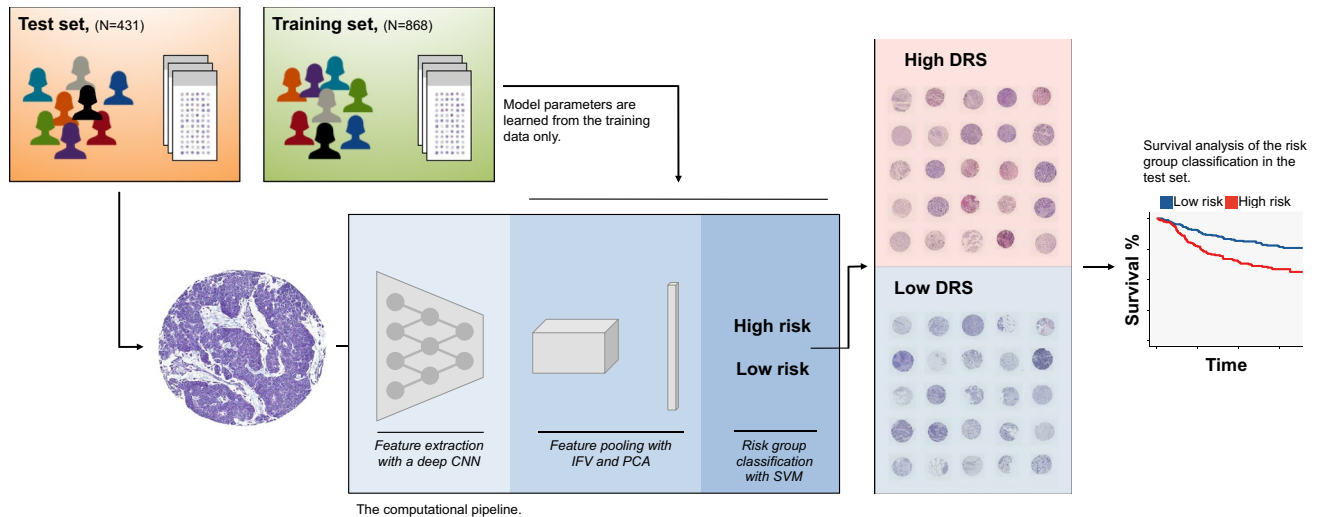 Test set, (N=431)
Training set, (N=868)
Model parameters are
learned from the training
data only.
High DRS
Low DRS
High risk
Low risk
Feature extraction
with a deep CNN
Feature pooling with
IFV and PCA
Risk group
classification
with SVM
The computational pipeline.
Survival analysis of the risk
group classification in the
test set.
Low risk High risk
Survival %
Time